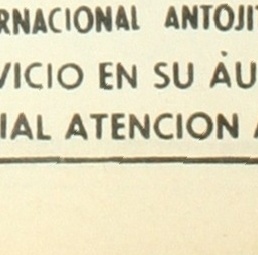 RNACIONAL ANTOJIT
VICIO EN SU AU
IAL ATENCION A